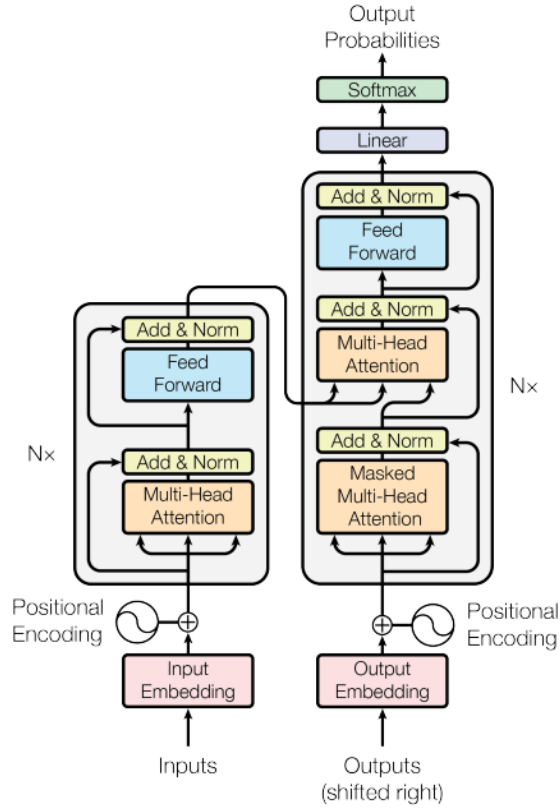 Output
Probabilities
Softmax
Linear
Add & Norm
Feed
Forward
Add & Norm
Multi-Head
Attention
Add & Norm
Masked
Multi-Head
Attention
Nx
Add & Norm
Feed
Forward
Add & Norm
Multi-Head
Attention
Nx
Positional
Encoding
Positional
Encoding
Input
Embedding
Output
Embedding
Inputs
Outputs
(shifted right)